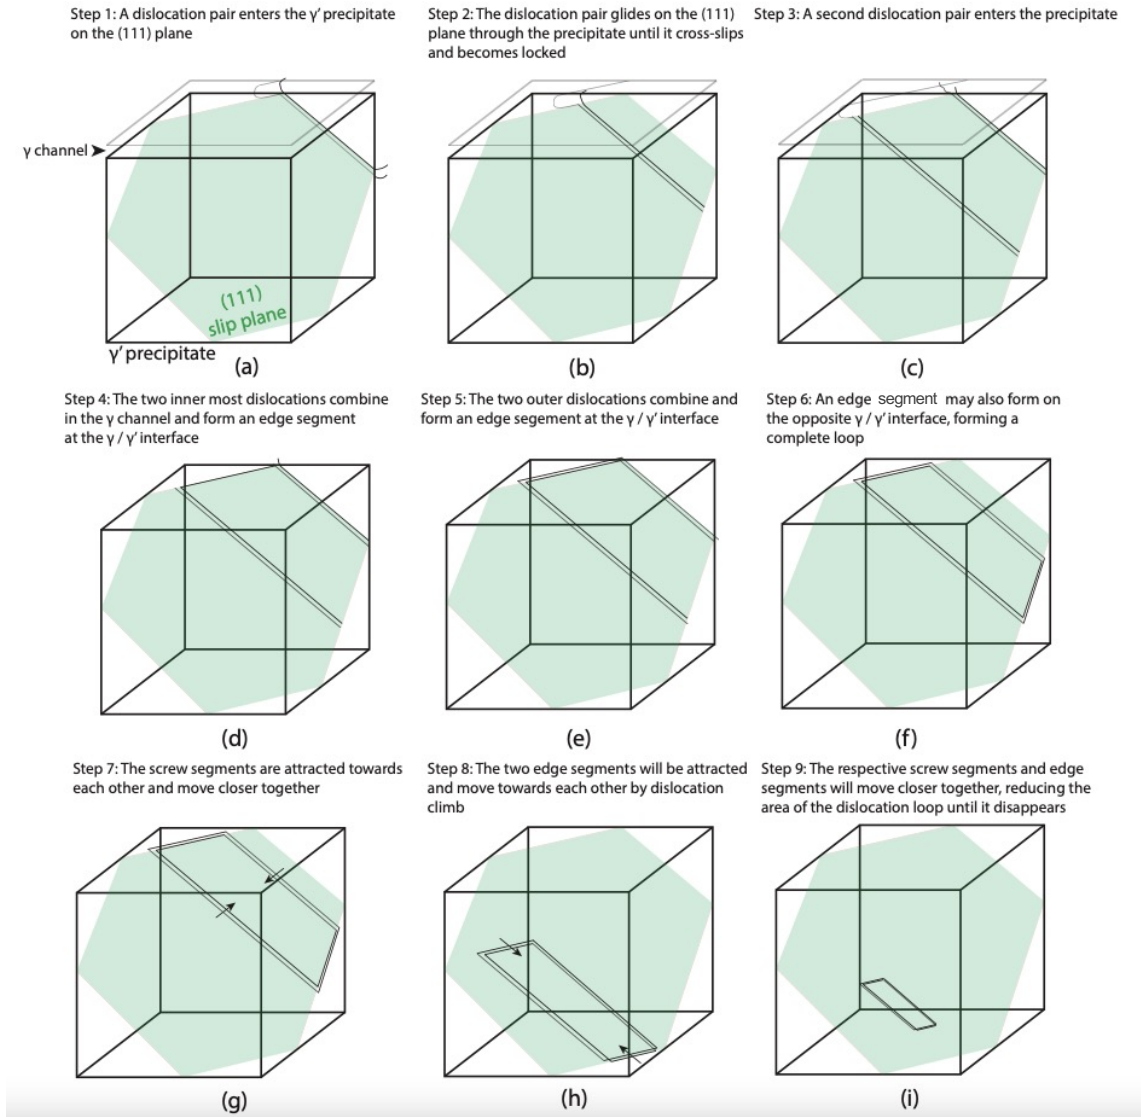 Step 1: A dislocation pair enters the γ′ precipitate
on the (111) plane
Step 2: The dislocation pair glides on the (111)
plane through the precipitate until it cross-slips
and becomes locked
Step 3: A second dislocation pair enters the precipitate
γ channel
(111)
slip plane
γ′ precipitate
(a)
(b)
(c)
Step 4: The two inner most dislocations combine
in the γ channel and form an edge segment
at the γ / γ′ interface
Step 5: The two outer dislocations combine and
form an edge segement at the γ / γ′ interface
Step 6: An edge segment may also form on
the opposite γ / γ′ interface, forming a
complete loop
(d)
(e)
(f)
Step 7: The screw segments are attracted towards
each other and move closer together
Step 8: The two edge segments will be attracted
and move towards each other by dislocation
climb
Step 9: The respective screw segments and edge
segments will move closer together, reducing the
area of the dislocation loop until it disappears
(g)
(h)
(i)